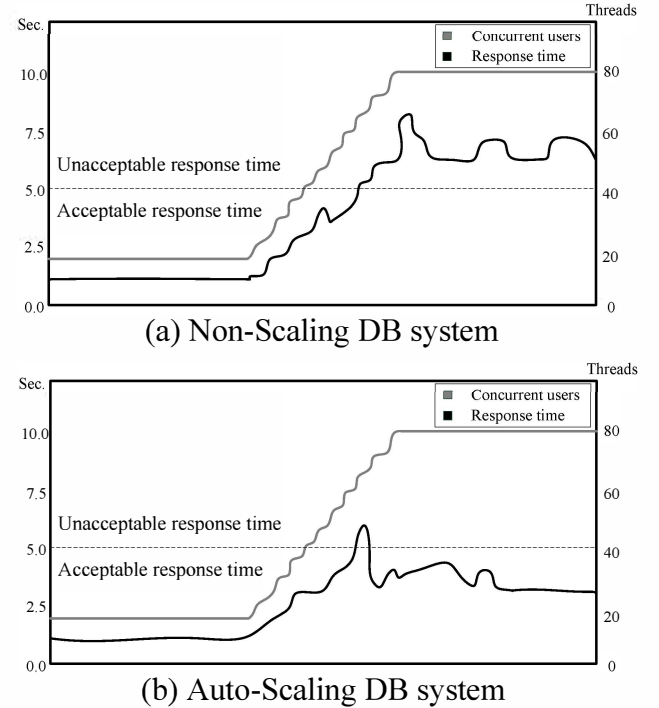 Sec.
Threads
Concurrent users
Response time
10.0
80
7.5
60
Unacceptable response time
5.0
40
Acceptable response time
2.5
20
0.0
0
(a) Non-Scaling DB system
Threads
Sec.
Concurrent users
Response time
10.0
80
7.5
60
Unacceptable response time
5.0
40
Acceptable response time
2.5
20
0.0
0
(b) Auto-Scaling DB system